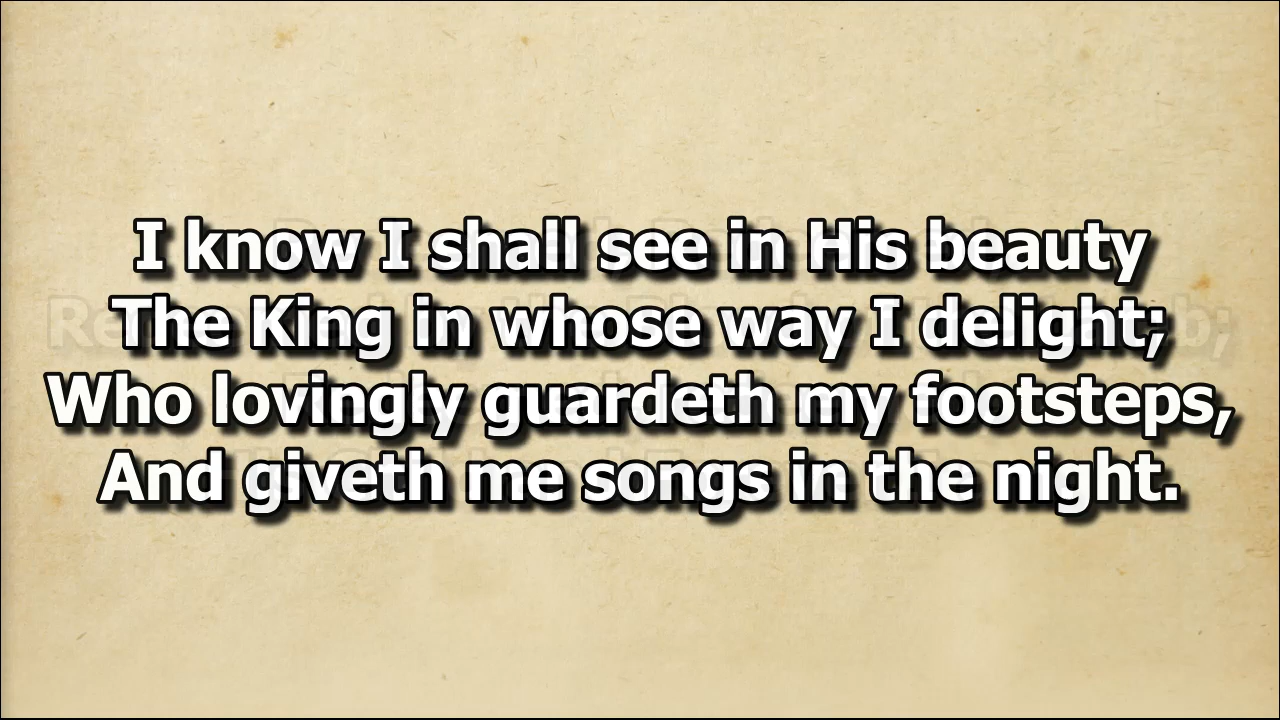 I know I shall see in His beauty
The King in whose way I delight;
Who lovingly guardeth my footsteps,
And giveth me songs in the night.